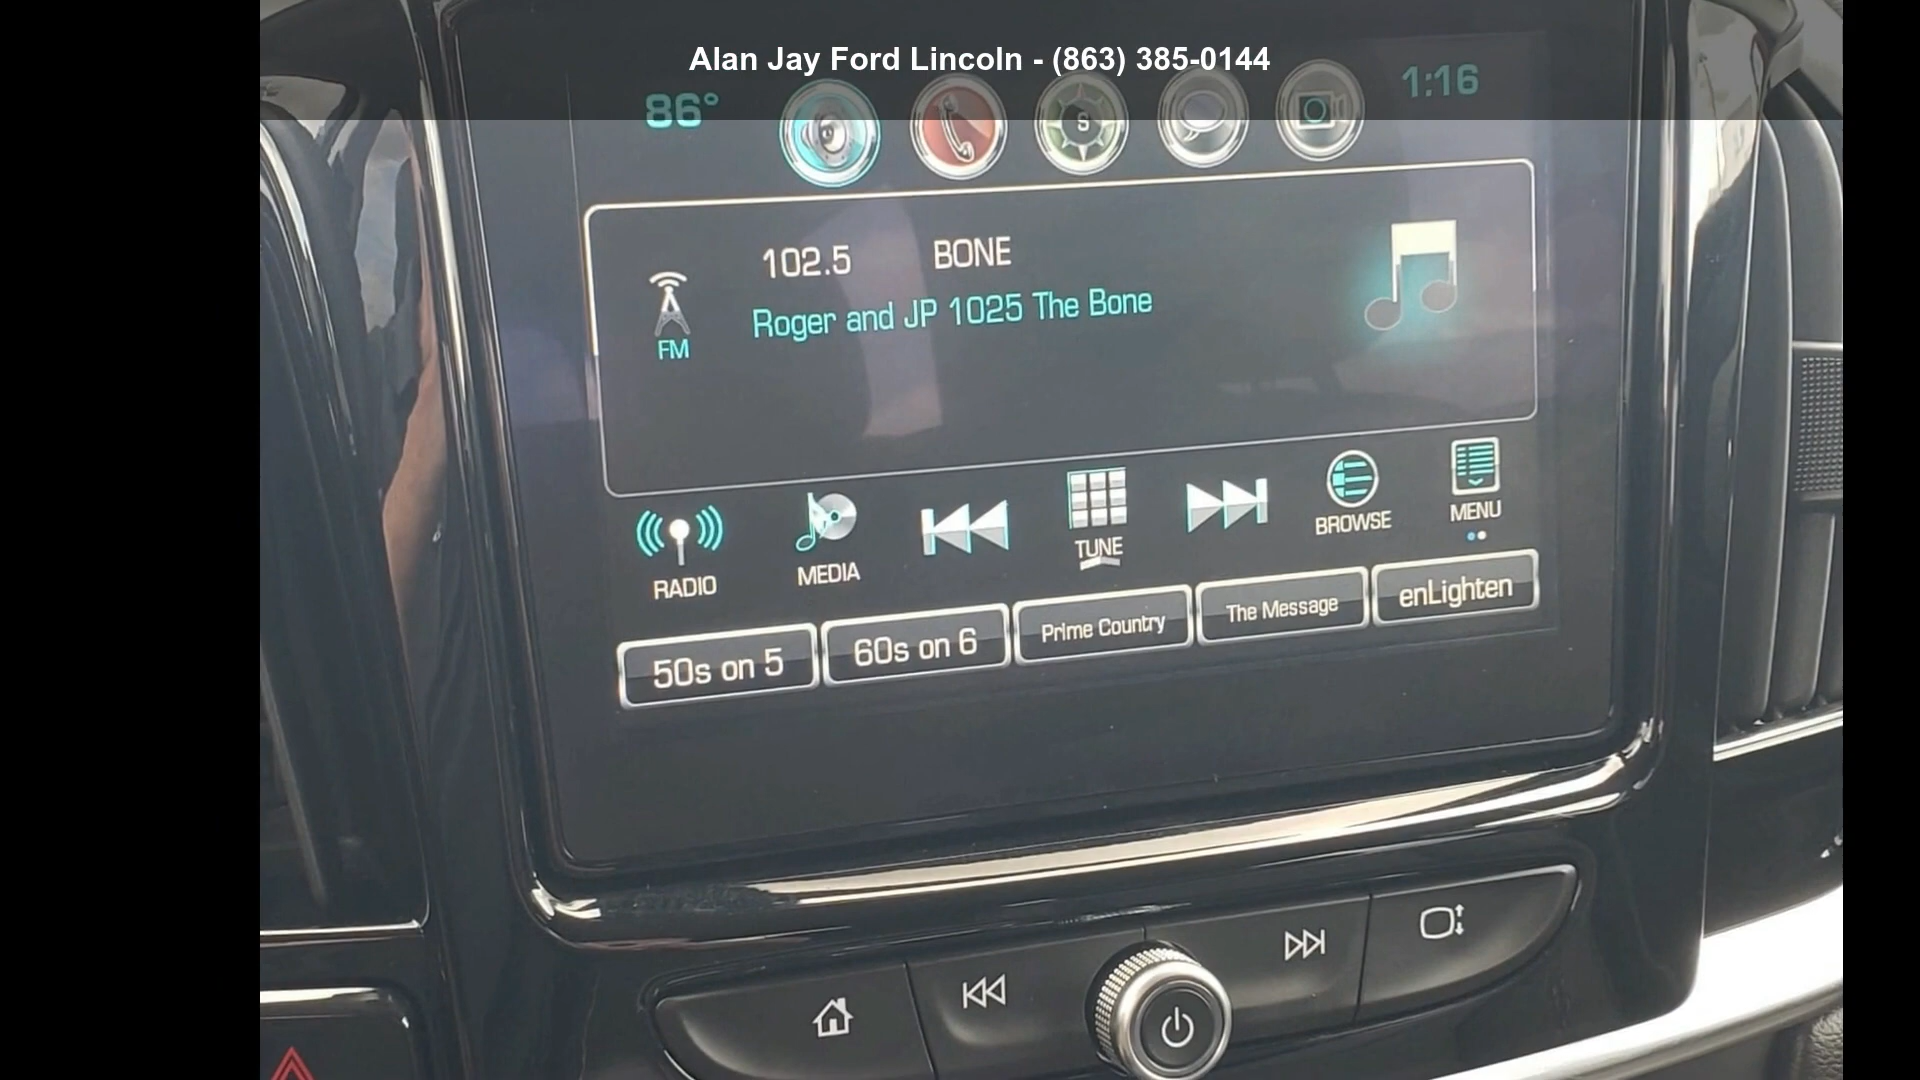 Alan Jay Ford Lincoln - (863) 385-0144
86° S 1:16
102.5 BONE
Roger and JP 1025 The Bone
FM
RADIO MEDIA TUNE BROWSE MENU
50s on 5 60s on 6 Prime Country The Message enLighten